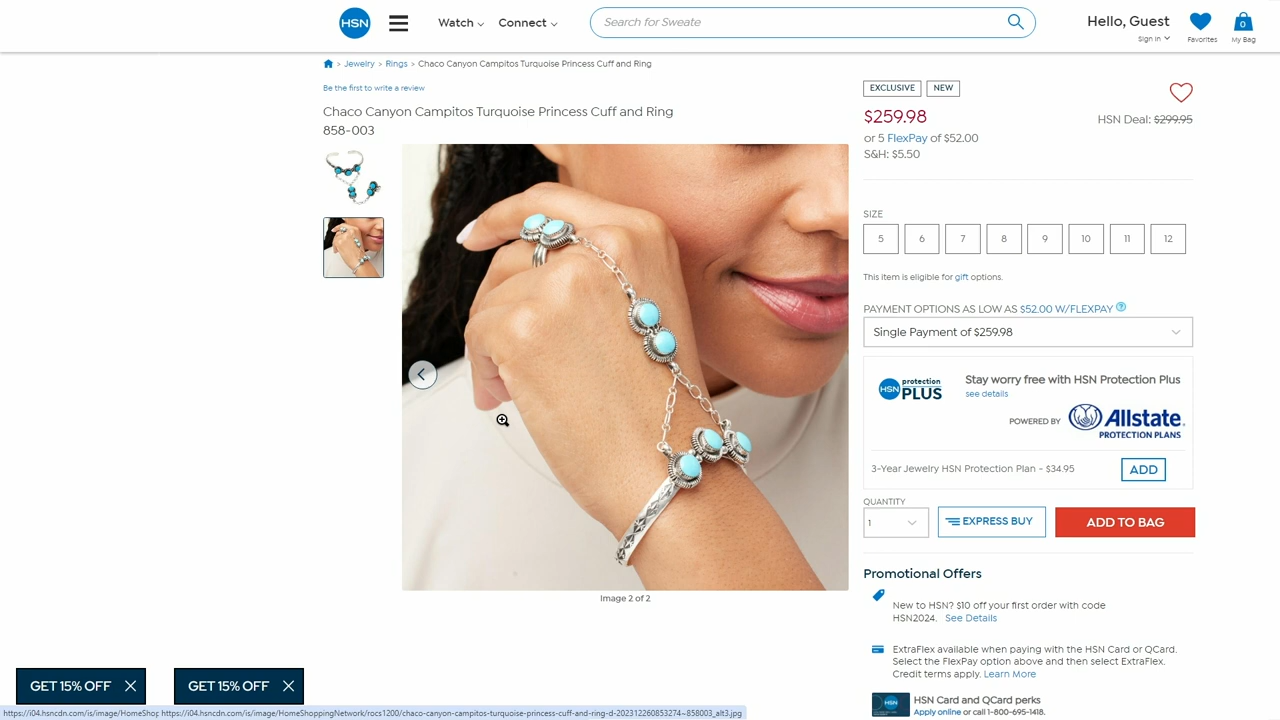 HSN
Watch
Connect
Search for Sweate
Hello, Guest
Sign in
Favorites
0
My Bag
Jewelry > Rings > Chaco Canyon Campitos Turquoise Princess Cuff and Ring
Be the first to write a review
Chaco Canyon Campitos Turquoise Princess Cuff and Ring
858-003
Image 2 of 2
EXCLUSIVE
NEW
$259.98
HSN Deal: $299.95
or 5 FlexPay of $52.00
S&H: $5.50
SIZE
5 6 7 8 9 10 11 12
This item is eligible for gift options.
PAYMENT OPTIONS AS LOW AS $52.00 W/FLEXPAY ?
Single Payment of $259.98
HSN protection PLUS
Stay worry free with HSN Protection Plus
see details
POWERED BY Allstate.
PROTECTION PLANS
3-Year Jewelry HSN Protection Plan - $34.95
ADD
QUANTITY
1
EXPRESS BUY
ADD TO BAG
Promotional Offers
New to HSN? $10 off your first order with code
HSN2024. See Details
ExtraFlex available when paying with the HSN Card or QCard.
Select the FlexPay option above and then select ExtraFlex.
Credit terms apply. Learn More
HSN Card and QCard perks
Apply online or call 1-800-695-1418.
GET 15% OFF
GET 15% OFF
https://i04.hsncdn.com/is/image/HomeShop https://i04.hsncdn.com/is/image/HomeShoppingNetwork/rocs1200/chaco-canyon-campitos-turquoise-princess-cuff-and-ring-d-202312260853274~858003_alt3.jpg